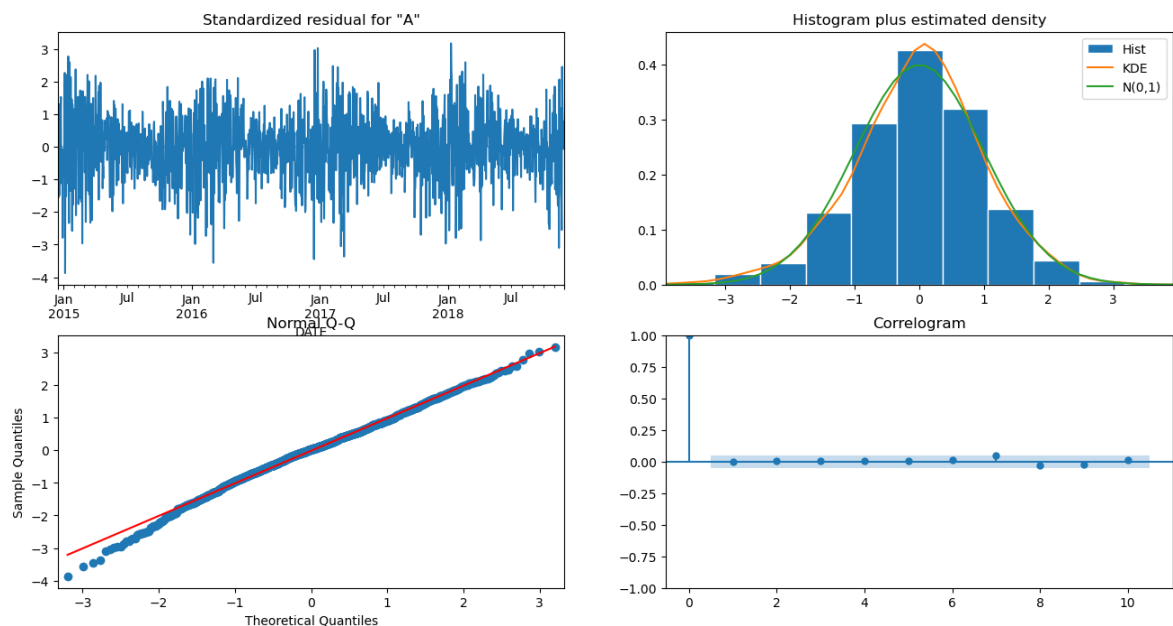 Standardized residual for "A"
3
2
1
0
−1
−2
−3
−4
Jan
2015
Jul
Jan
2016
Jul
Jan
2017
Jul
Jan
2018
Jul
DATE
Histogram plus estimated density
Hist
KDE
N(0,1)
0.4
0.3
0.2
0.1
0.0
−3 −2 −1 0 1 2 3
Normal Q-Q
Sample Quantiles
3
2
1
0
−1
−2
−3
−4
−3 −2 −1 0 1 2 3
Theoretical Quantiles
Correlogram
1.00
0.75
0.50
0.25
0.00
−0.25
−0.50
−0.75
−1.00
0 2 4 6 8 10